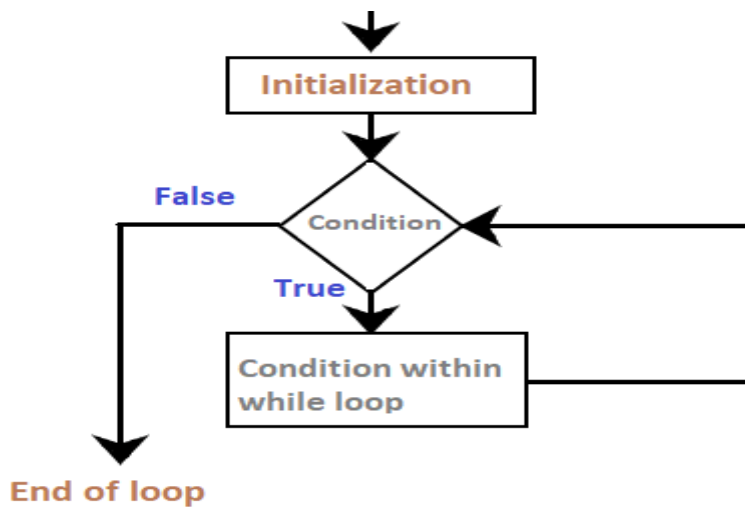 Initialization
False
Condition
True
Condition within
while loop
End of loop